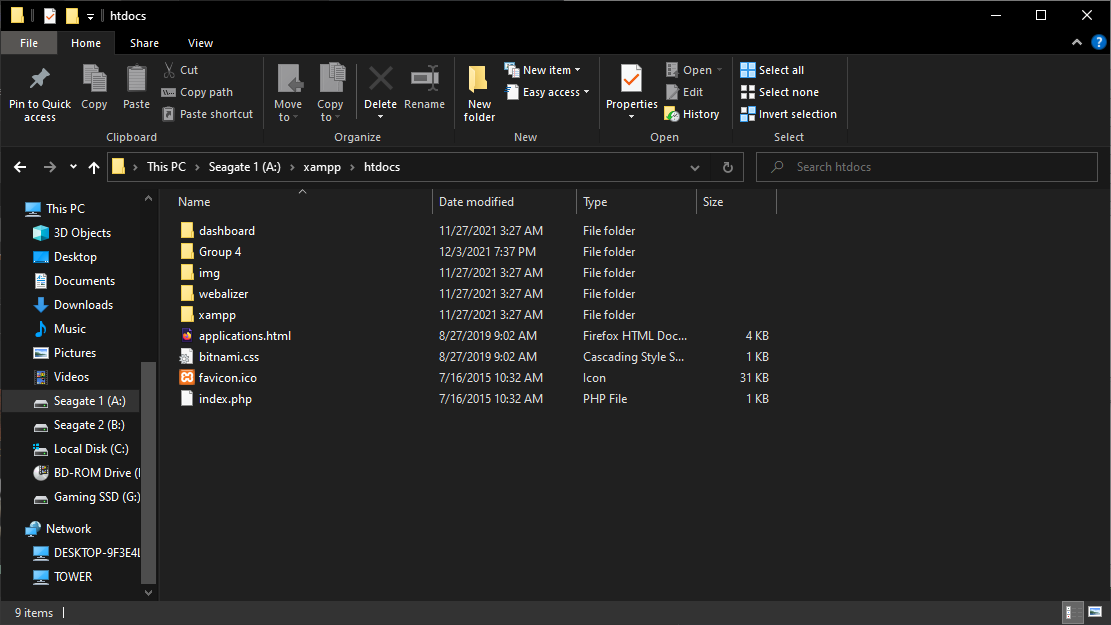 htdocs
File Home Share View
Pin to Quick access
Copy
Paste
Cut
Copy path
Paste shortcut
Clipboard
Move to
Copy to
Delete
Rename
Organize
New folder
New item
Easy access
New
Properties
Open
Edit
History
Open
Select all
Select none
Invert selection
Select
This PC > Seagate 1 (A:) > xampp > htdocs
Search htdocs
This PC
3D Objects
Desktop
Documents
Downloads
Music
Pictures
Videos
Seagate 1 (A:)
Seagate 2 (B:)
Local Disk (C:)
BD-ROM Drive (
Gaming SSD (G:)
Network
DESKTOP-9F3E4
TOWER
Name Date modified Type Size
dashboard 11/27/2021 3:27 AM File folder
Group 4 12/3/2021 7:37 PM File folder
img 11/27/2021 3:27 AM File folder
webalizer 11/27/2021 3:27 AM File folder
xampp 11/27/2021 3:27 AM File folder
applications.html 8/27/2019 9:02 AM Firefox HTML Doc... 4 KB
bitnami.css 8/27/2019 9:02 AM Cascading Style S... 1 KB
favicon.ico 7/16/2015 10:32 AM Icon 31 KB
index.php 7/16/2015 10:32 AM PHP File 1 KB
9 items